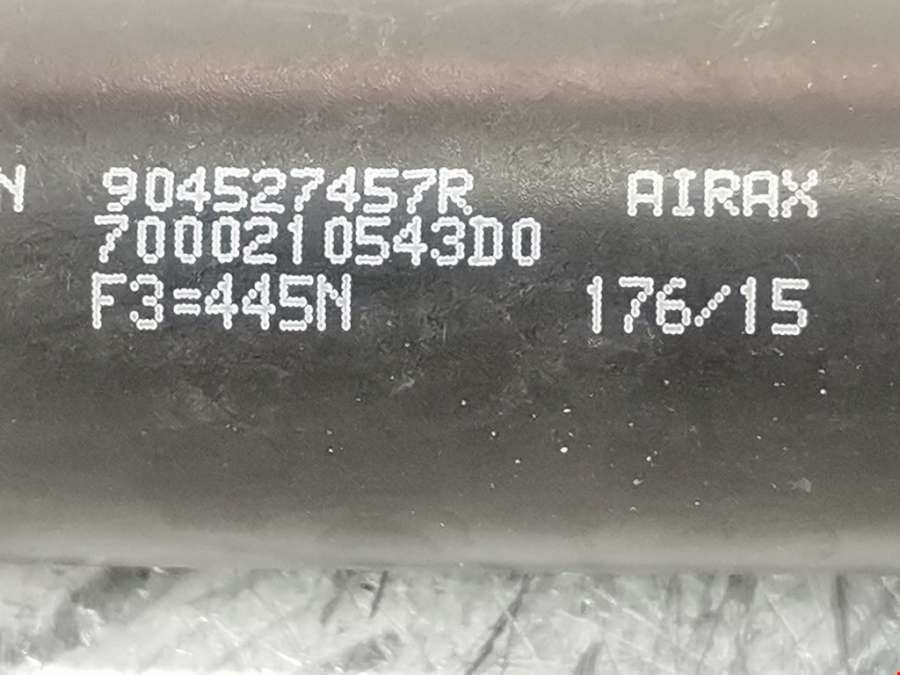 N 904527457R AIRAX
7000210543D0
F3=445N 176/15